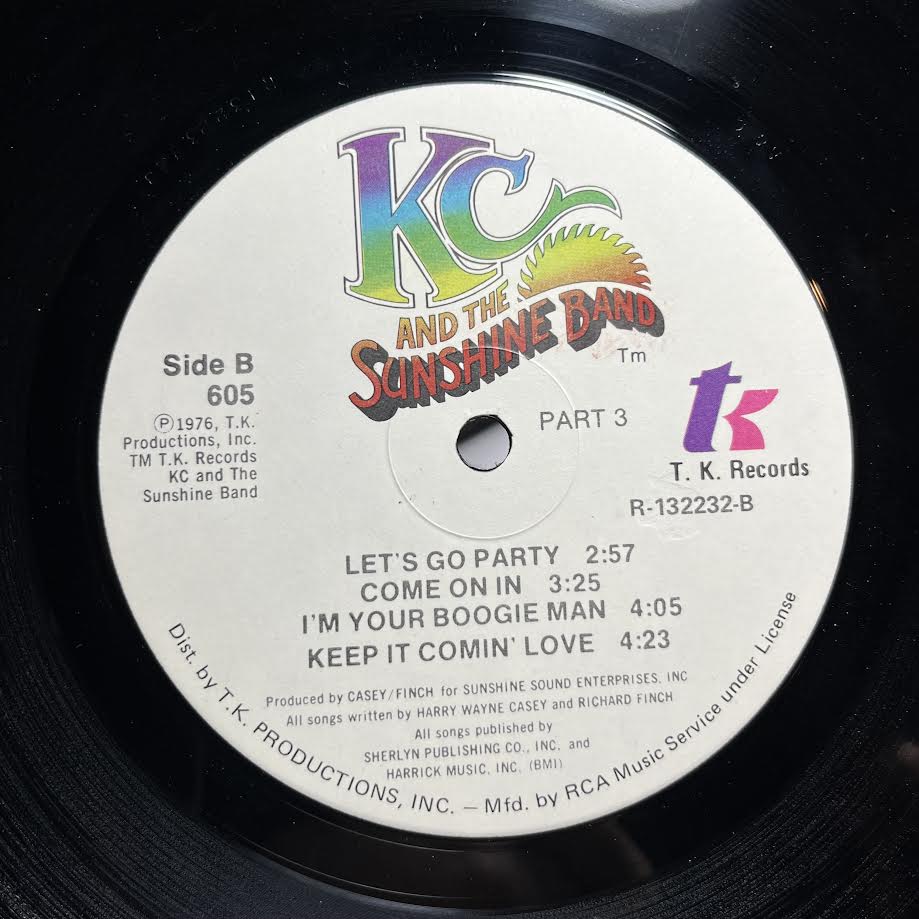 KC
AND THE
SUNSHINE BAND
Tm
Side B
605
Ⓟ1976, T.K.
Productions, Inc.
TM T.K. Records
KC and The
Sunshine Band
PART 3
tk
T. K. Records
R-132232-B
LET'S GO PARTY 2:57
COME ON IN 3:25
I'M YOUR BOOGIE MAN 4:05
KEEP IT COMIN' LOVE 4:23
Produced by CASEY/FINCH for SUNSHINE SOUND ENTERPRISES, INC
All songs written by HARRY WAYNE CASEY and RICHARD FINCH
All songs published by
SHERLYN PUBLISHING CO., INC. and
HARRICK MUSIC, INC. (BMI)
Dist. by T.K. PRODUCTIONS, INC. — Mfd. by RCA Music Service under License